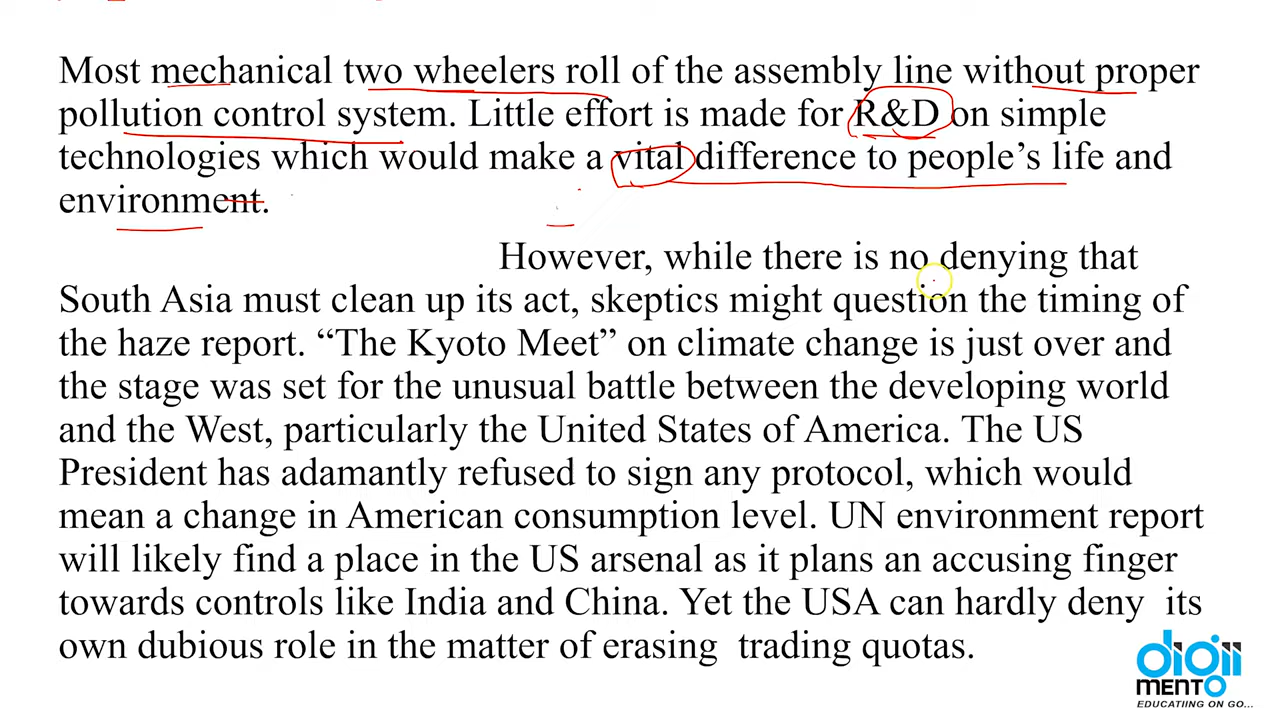 Most mechanical two wheelers roll of the assembly line without proper
pollution control system. Little effort is made for R&D on simple
technologies which would make a vital difference to people’s life and
environment.
However, while there is no denying that
South Asia must clean up its act, skeptics might question the timing of
the haze report. “The Kyoto Meet” on climate change is just over and
the stage was set for the unusual battle between the developing world
and the West, particularly the United States of America. The US
President has adamantly refused to sign any protocol, which would
mean a change in American consumption level. UN environment report
will likely find a place in the US arsenal as it plans an accusing finger
towards controls like India and China. Yet the USA can hardly deny its
own dubious role in the matter of erasing trading quotas.
digii
MENTO
EDUCATIING ON GO...